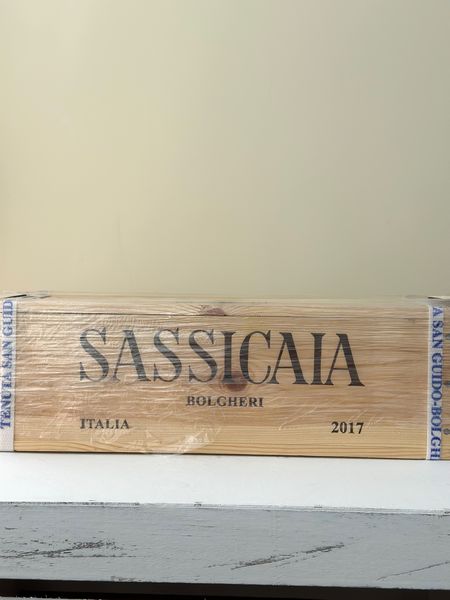 SASSICAIA
BOLGHERI
ITALIA 2017
TENUTA SAN GUID
A SAN GUIDO-BOLGH